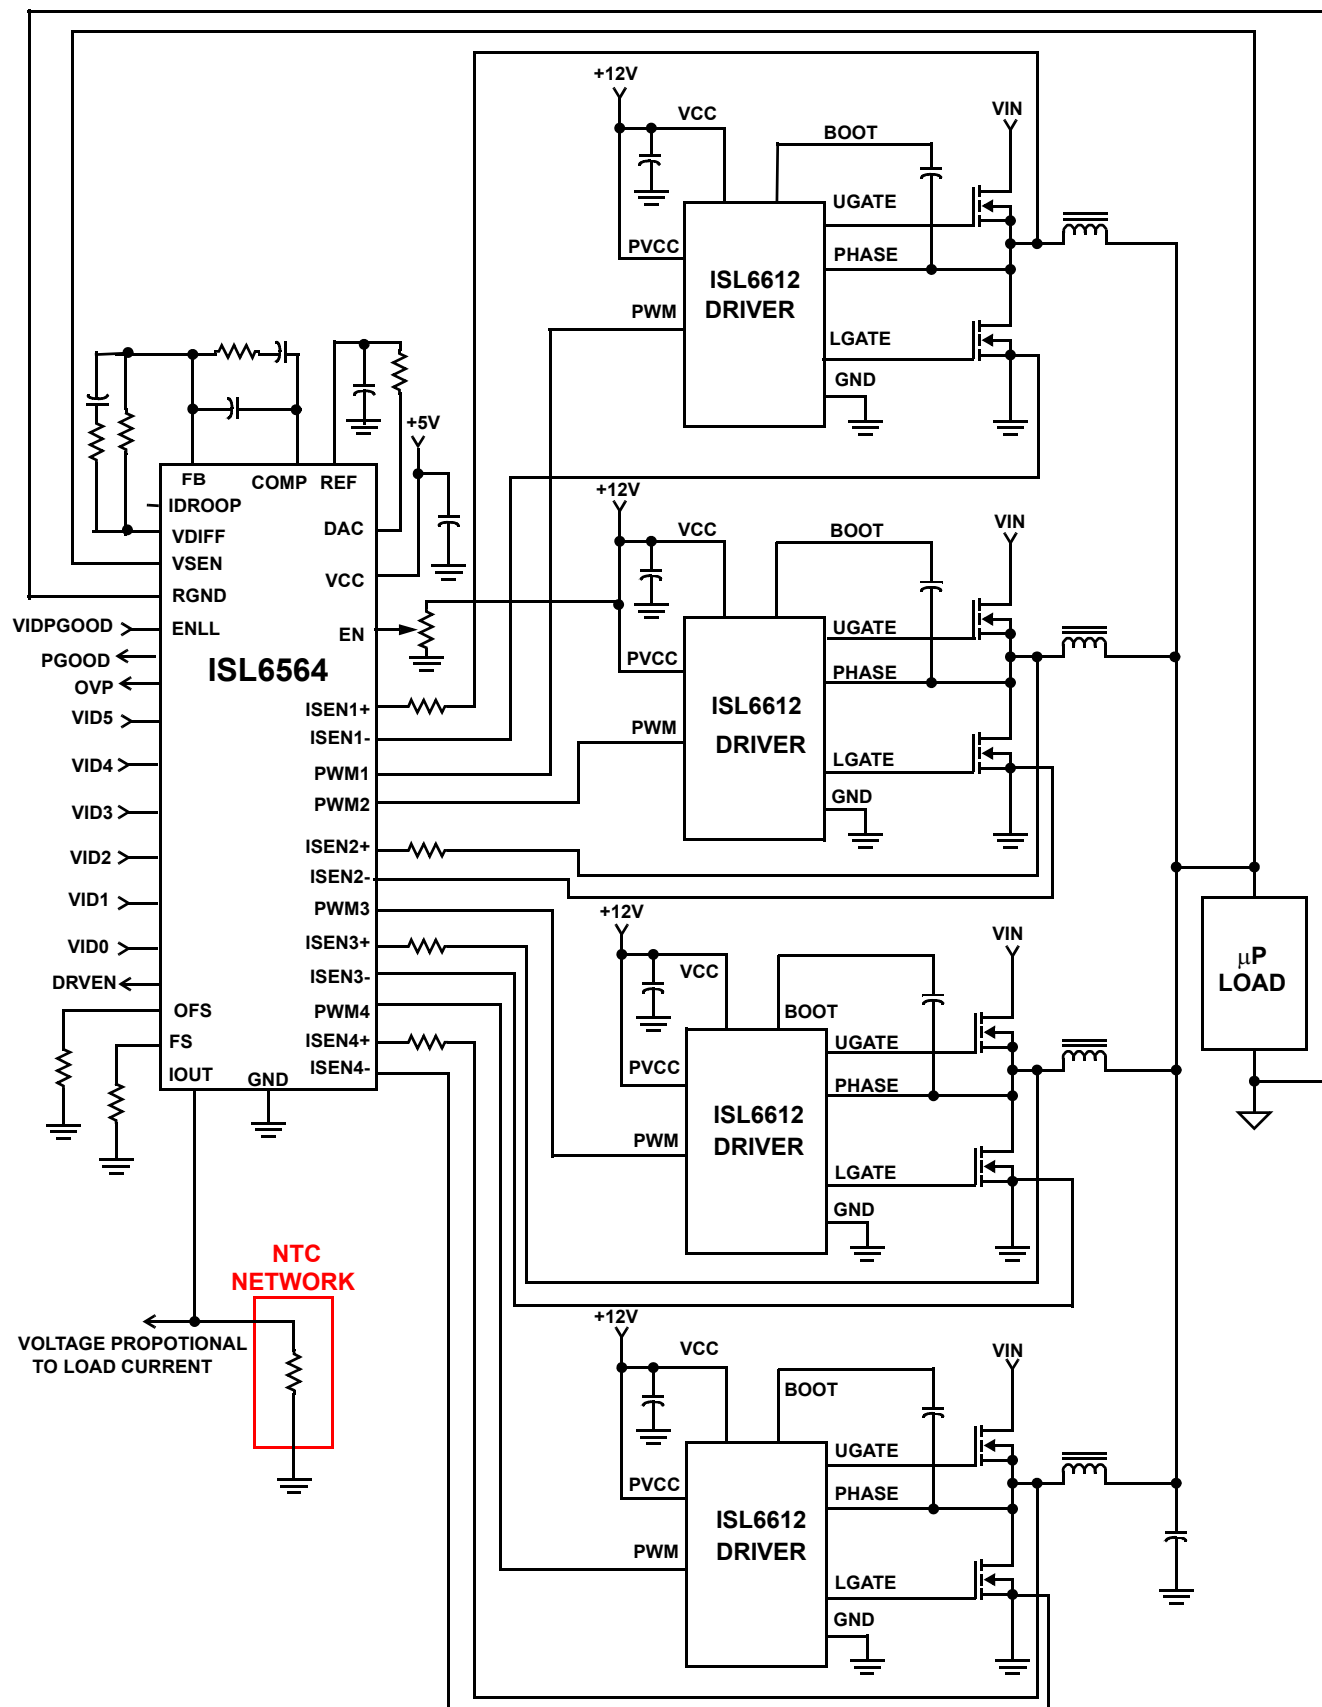 +12V
VCC
BOOT
VIN
UGATE
PVCC
PHASE
ISL6612
DRIVER
PWM
LGATE
GND
+5V
FB
COMP
REF
IDROOP
VDIFF
DAC
VSEN
VCC
RGND
VIDPGOOD
ENLL
EN
PGOOD
ISL6564
OVP
VID5
ISEN1+
ISEN1-
VID4
PWM1
PWM2
VID3
ISEN2+
VID2
ISEN2-
VID1
PWM3
VID0
ISEN3+
DRVEN
ISEN3-
OFS
PWM4
FS
ISEN4+
IOUT
GND
ISEN4-
+12V
VCC
BOOT
VIN
UGATE
PVCC
PHASE
ISL6612
DRIVER
PWM
LGATE
GND
+12V
VCC
BOOT
VIN
UGATE
PVCC
PHASE
ISL6612
DRIVER
PWM
LGATE
GND
µP
LOAD
NTC
NETWORK
VOLTAGE PROPOTIONAL
TO LOAD CURRENT
+12V
VCC
BOOT
VIN
UGATE
PVCC
PHASE
ISL6612
DRIVER
PWM
LGATE
GND